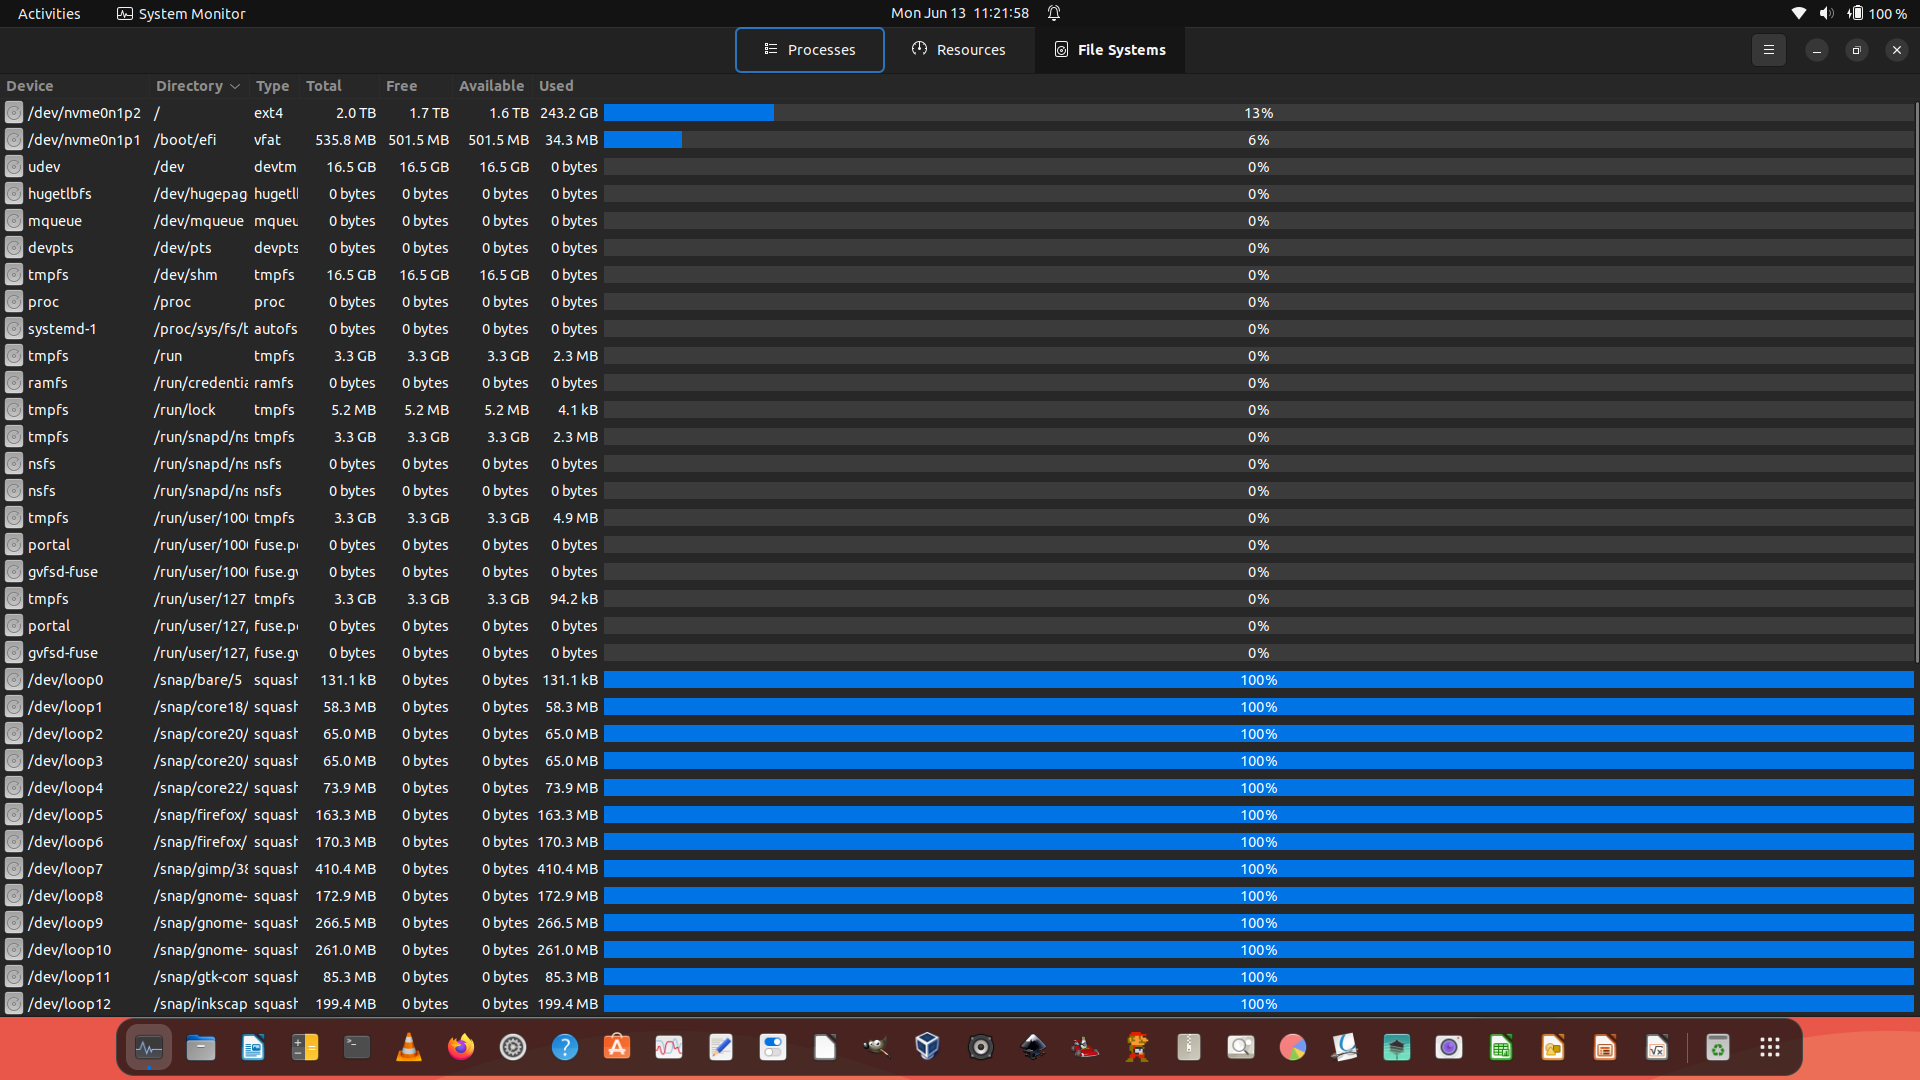 Activities System Monitor Mon Jun 13 11:21:58 100 %
Processes Resources File Systems
Device Directory Type Total Free Available Used
/dev/nvme0n1p2 / ext4 2.0 TB 1.7 TB 1.6 TB 243.2 GB 13%
/dev/nvme0n1p1 /boot/efi vfat 535.8 MB 501.5 MB 501.5 MB 34.3 MB 6%
udev /dev devtm 16.5 GB 16.5 GB 16.5 GB 0 bytes 0%
hugetlbfs /dev/hugepag hugetl 0 bytes 0 bytes 0 bytes 0 bytes 0%
mqueue /dev/mqueue mqueu 0 bytes 0 bytes 0 bytes 0 bytes 0%
devpts /dev/pts devpts 0 bytes 0 bytes 0 bytes 0 bytes 0%
tmpfs /dev/shm tmpfs 16.5 GB 16.5 GB 16.5 GB 0 bytes 0%
proc /proc proc 0 bytes 0 bytes 0 bytes 0 bytes 0%
systemd-1 /proc/sys/fs/b autofs 0 bytes 0 bytes 0 bytes 0 bytes 0%
tmpfs /run tmpfs 3.3 GB 3.3 GB 3.3 GB 2.3 MB 0%
ramfs /run/credentia ramfs 0 bytes 0 bytes 0 bytes 0 bytes 0%
tmpfs /run/lock tmpfs 5.2 MB 5.2 MB 5.2 MB 4.1 kB 0%
tmpfs /run/snapd/ns tmpfs 3.3 GB 3.3 GB 3.3 GB 2.3 MB 0%
nsfs /run/snapd/ns nsfs 0 bytes 0 bytes 0 bytes 0 bytes 0%
nsfs /run/snapd/ns nsfs 0 bytes 0 bytes 0 bytes 0 bytes 0%
tmpfs /run/user/100 tmpfs 3.3 GB 3.3 GB 3.3 GB 4.9 MB 0%
portal /run/user/100 fuse.po 0 bytes 0 bytes 0 bytes 0 bytes 0%
gvfsd-fuse /run/user/100 fuse.gv 0 bytes 0 bytes 0 bytes 0 bytes 0%
tmpfs /run/user/127 tmpfs 3.3 GB 3.3 GB 3.3 GB 94.2 kB 0%
portal /run/user/127/ fuse.po 0 bytes 0 bytes 0 bytes 0 bytes 0%
gvfsd-fuse /run/user/127/ fuse.gv 0 bytes 0 bytes 0 bytes 0 bytes 0%
/dev/loop0 /snap/bare/5 squash 131.1 kB 0 bytes 0 bytes 131.1 kB 100%
/dev/loop1 /snap/core18/ squash 58.3 MB 0 bytes 0 bytes 58.3 MB 100%
/dev/loop2 /snap/core20/ squash 65.0 MB 0 bytes 0 bytes 65.0 MB 100%
/dev/loop3 /snap/core20/ squash 65.0 MB 0 bytes 0 bytes 65.0 MB 100%
/dev/loop4 /snap/core22/ squash 73.9 MB 0 bytes 0 bytes 73.9 MB 100%
/dev/loop5 /snap/firefox/ squash 163.3 MB 0 bytes 0 bytes 163.3 MB 100%
/dev/loop6 /snap/firefox/ squash 170.3 MB 0 bytes 0 bytes 170.3 MB 100%
/dev/loop7 /snap/gimp/38 squash 410.4 MB 0 bytes 0 bytes 410.4 MB 100%
/dev/loop8 /snap/gnome- squash 172.9 MB 0 bytes 0 bytes 172.9 MB 100%
/dev/loop9 /snap/gnome- squash 266.5 MB 0 bytes 0 bytes 266.5 MB 100%
/dev/loop10 /snap/gnome- squash 261.0 MB 0 bytes 0 bytes 261.0 MB 100%
/dev/loop11 /snap/gtk-com squash 85.3 MB 0 bytes 0 bytes 85.3 MB 100%
/dev/loop12 /snap/inkscap squash 199.4 MB 0 bytes 0 bytes 199.4 MB 100%